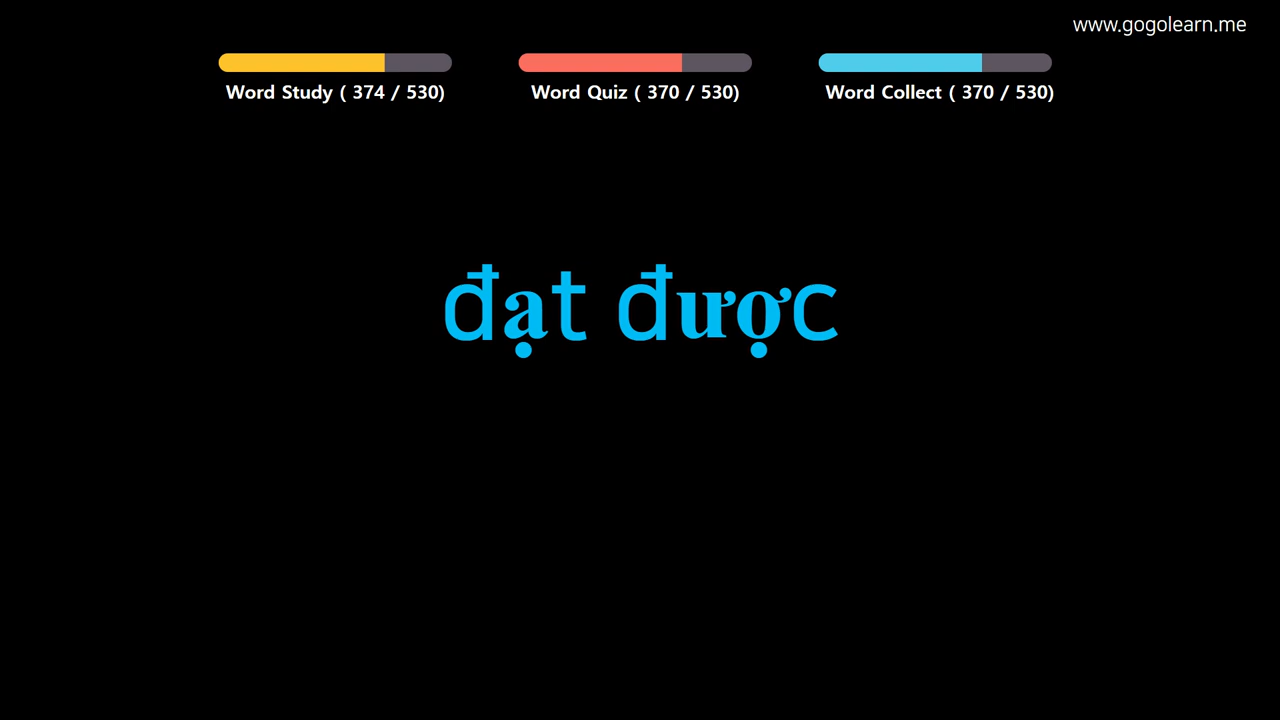 www.gogolearn.me
Word Study ( 374 / 530)
Word Quiz ( 370 / 530)
Word Collect ( 370 / 530)
đạt được